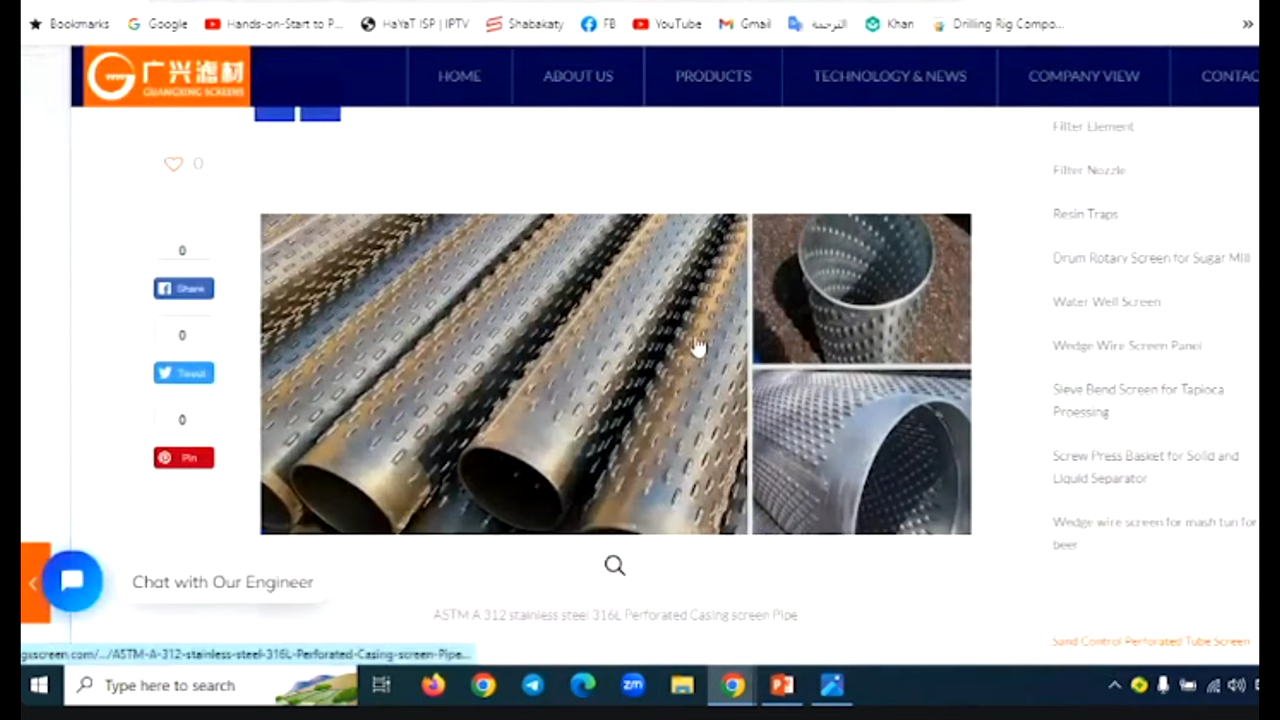 Bookmarks Google Hands-on-Start to P... HaYaT ISP | IPTV Shabakaty FB YouTube Gmail الترجمة Khan Drilling Rig Compo... »
广兴滤材
GUANGXING SCREENS
HOME ABOUT US PRODUCTS TECHNOLOGY & NEWS COMPANY VIEW CONTAC
Filter Element
0
Filter Nozzle
Resin Traps
0
Drum Rotary Screen for Sugar Mill
Share
Water Well Screen
0
Wedge Wire Screen Panel
Tweet
Sieve Bend Screen for Tapioca
Proessing
0
Screw Press Basket for Solid and
Pin
Liquid Separator
Wedge wire screen for mash tun for
beer
Chat with Our Engineer
ASTM A 312 stainless steel 316L Perforated Casing screen Pipe
Sand Control Perforated Tube Screen
gxscreen.com/.../ASTM-A-312-stainless-steel-316L-Perforated-Casing-screen-Pipe...
Type here to search
zm